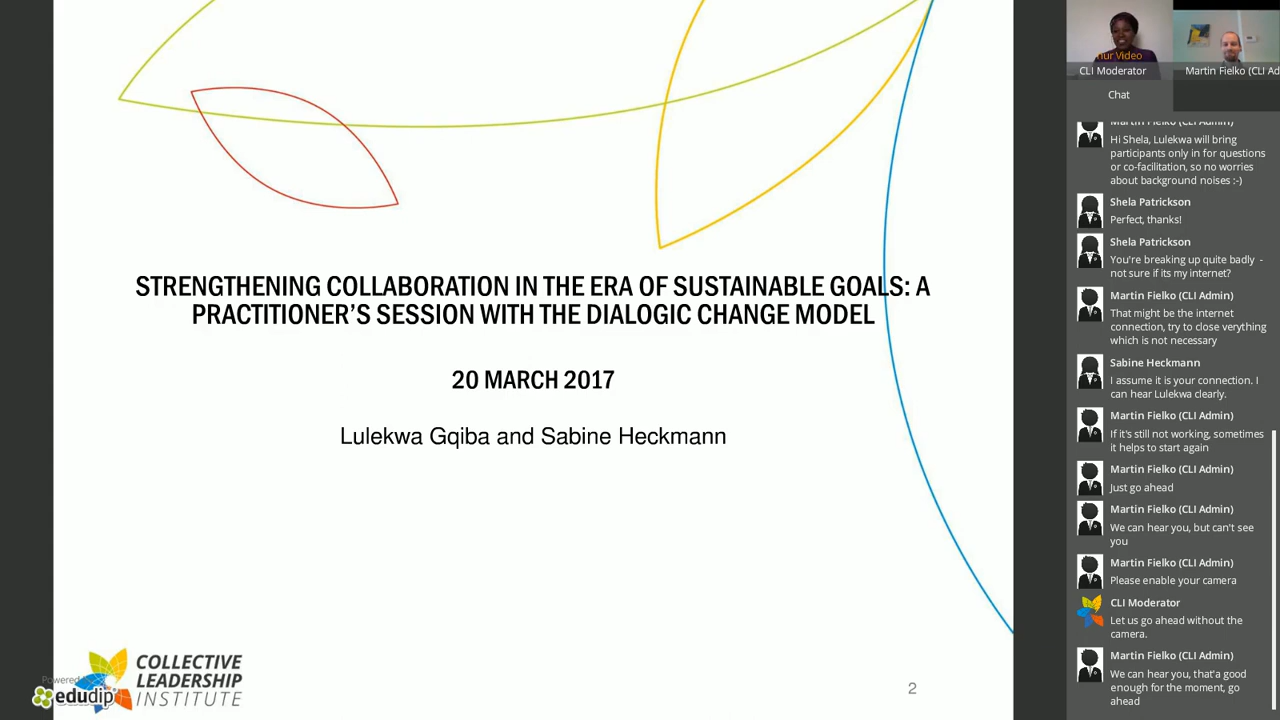 STRENGTHENING COLLABORATION IN THE ERA OF SUSTAINABLE GOALS: A
PRACTITIONER'S SESSION WITH THE DIALOGIC CHANGE MODEL
20 MARCH 2017
Lulekwa Gqiba and Sabine Heckmann
COLLECTIVE
LEADERSHIP
INSTITUTE
Powered
edudip
2
Video
CLI Moderator
Martin Fielko (CLI Ad
Chat
Martin Fielko (CLI Admin)
Hi Shela, Lulekwa will bring
participants only in for questions
or co-facilitation, so no worries
about background noises :-)
Shela Patrickson
Perfect, thanks!
Shela Patrickson
You're breaking up quite badly -
not sure if its my internet?
Martin Fielko (CLI Admin)
That might be the internet
connection, try to close verything
which is not necessary
Sabine Heckmann
I assume it is your connection. I
can hear Lulekwa clearly.
Martin Fielko (CLI Admin)
If it's still not working, sometimes
it helps to start again
Martin Fielko (CLI Admin)
Just go ahead
Martin Fielko (CLI Admin)
We can hear you, but can't see
you
Martin Fielko (CLI Admin)
Please enable your camera
CLI Moderator
Let us go ahead without the
camera.
Martin Fielko (CLI Admin)
We can hear you, that'a good
enough for the moment, go
ahead